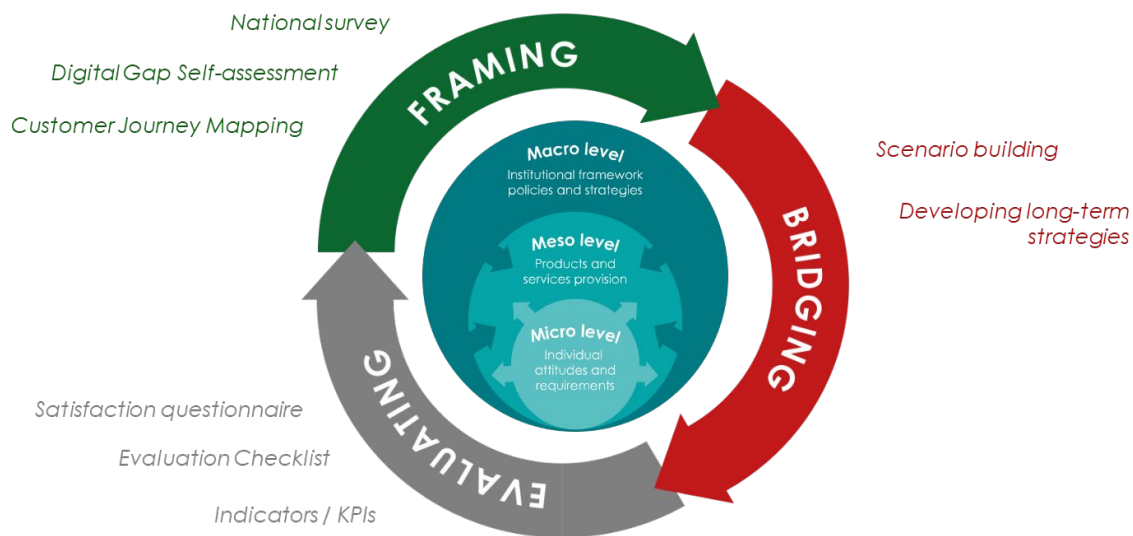 National survey
Digital Gap Self-assessment
Customer Journey Mapping
FRAMING
Scenario building
Developing long-term
strategies
BRIDGING
Macro level
Institutional framework
policies and strategies
Meso level
Products and
services provision
Micro level
Individual
attitudes and
requirements
EVALUATING
Satisfaction questionnaire
Evaluation Checklist
Indicators / KPIs